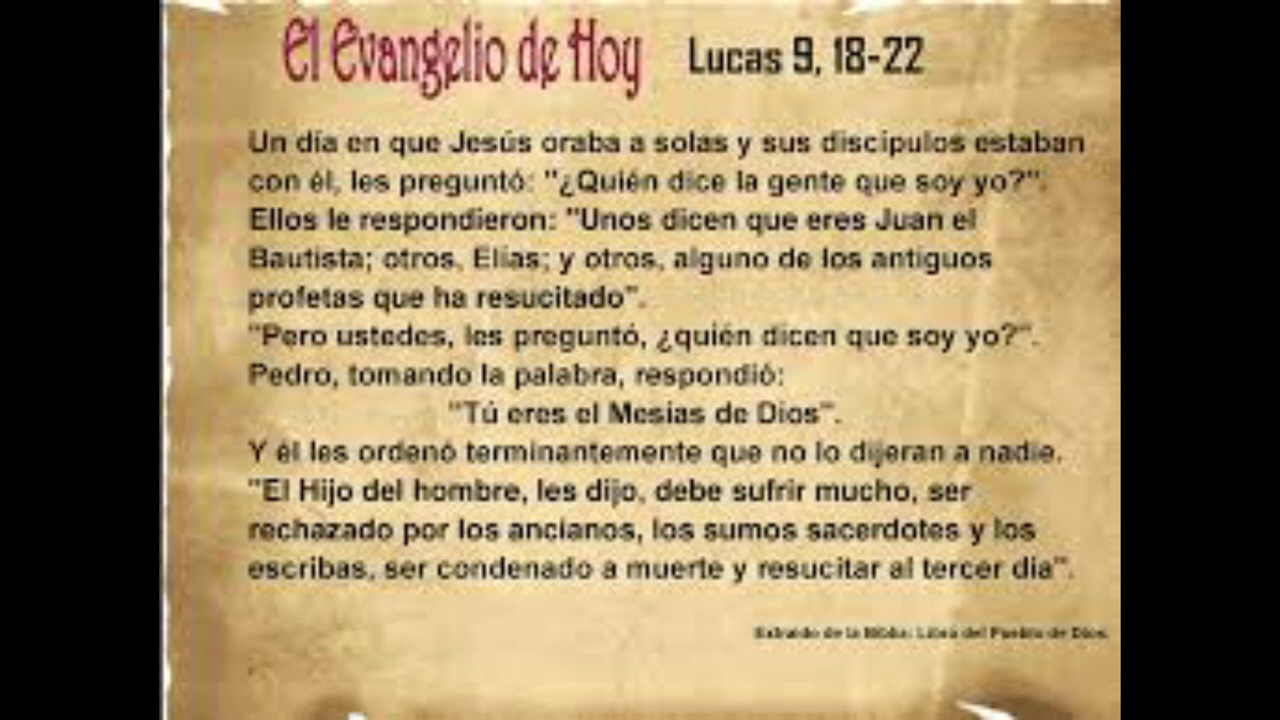 El Evangelio de Hoy Lucas 9, 18-22
Un día en que Jesús oraba a solas y sus discípulos estaban
con él, les preguntó: "¿Quién dice la gente que soy yo?".
Ellos le respondieron: "Unos dicen que eres Juan el
Bautista; otros, Elías; y otros, alguno de los antiguos
profetas que ha resucitado".
"Pero ustedes, les preguntó, ¿quién dicen que soy yo?".
Pedro, tomando la palabra, respondió:
"Tú eres el Mesías de Dios".
Y él les ordenó terminantemente que no lo dijeran a nadie.
"El Hijo del hombre, les dijo, debe sufrir mucho, ser
rechazado por los ancianos, los sumos sacerdotes y los
escribas, ser condenado a muerte y resucitar al tercer día".
Extraído de la Biblia: Libro del Pueblo de Dios.